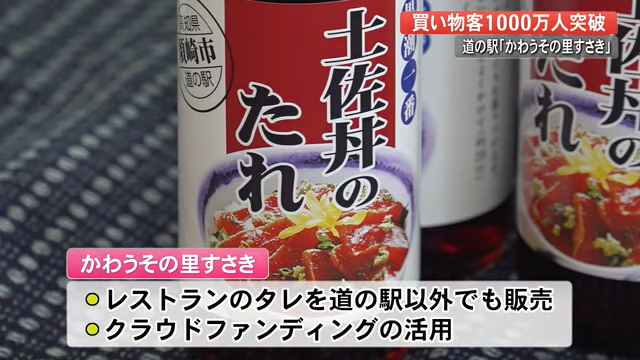 買い物客1000万人突破
道の駅「かわうその里すさき」
高知県
須崎市
道の駅
黒潮一番
土佐丼の
たれ
佐丼の
たれ
かわうその里すさき
レストランのタレを道の駅以外でも販売
クラウドファンディングの活用